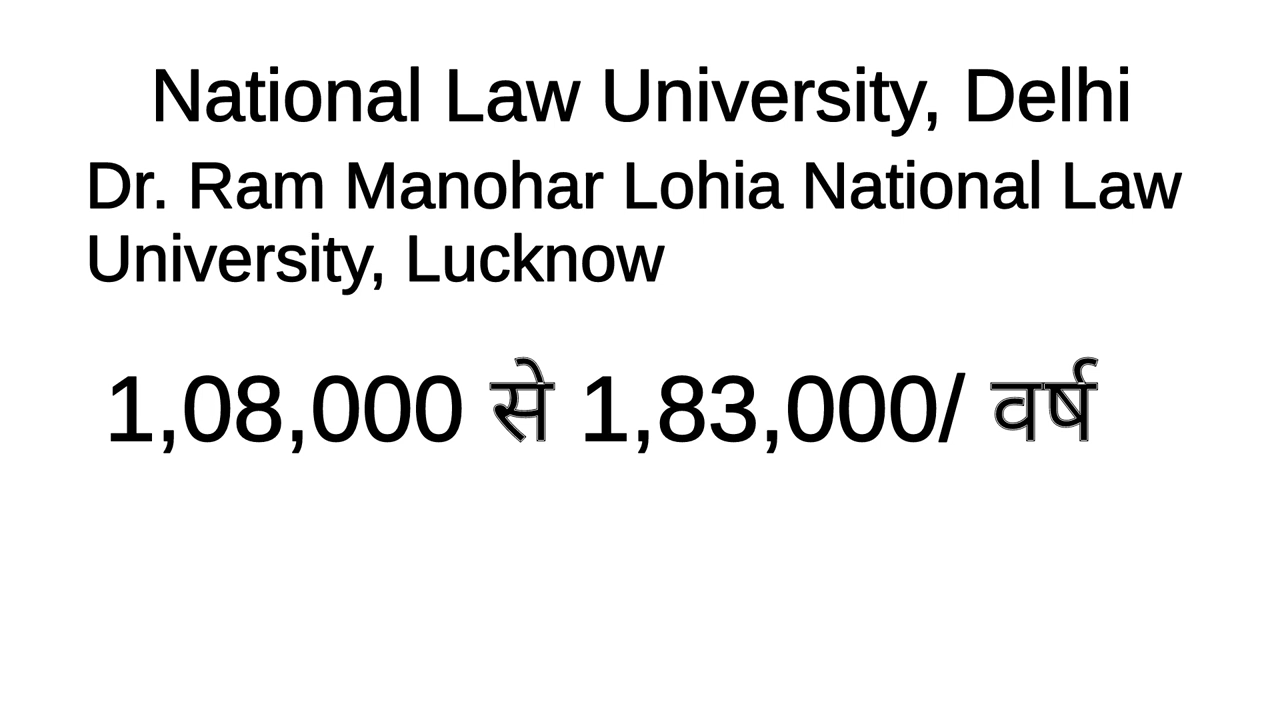 National Law University, Delhi
Dr. Ram Manohar Lohia National Law
University, Lucknow
1,08,000 से 1,83,000/ वर्ष